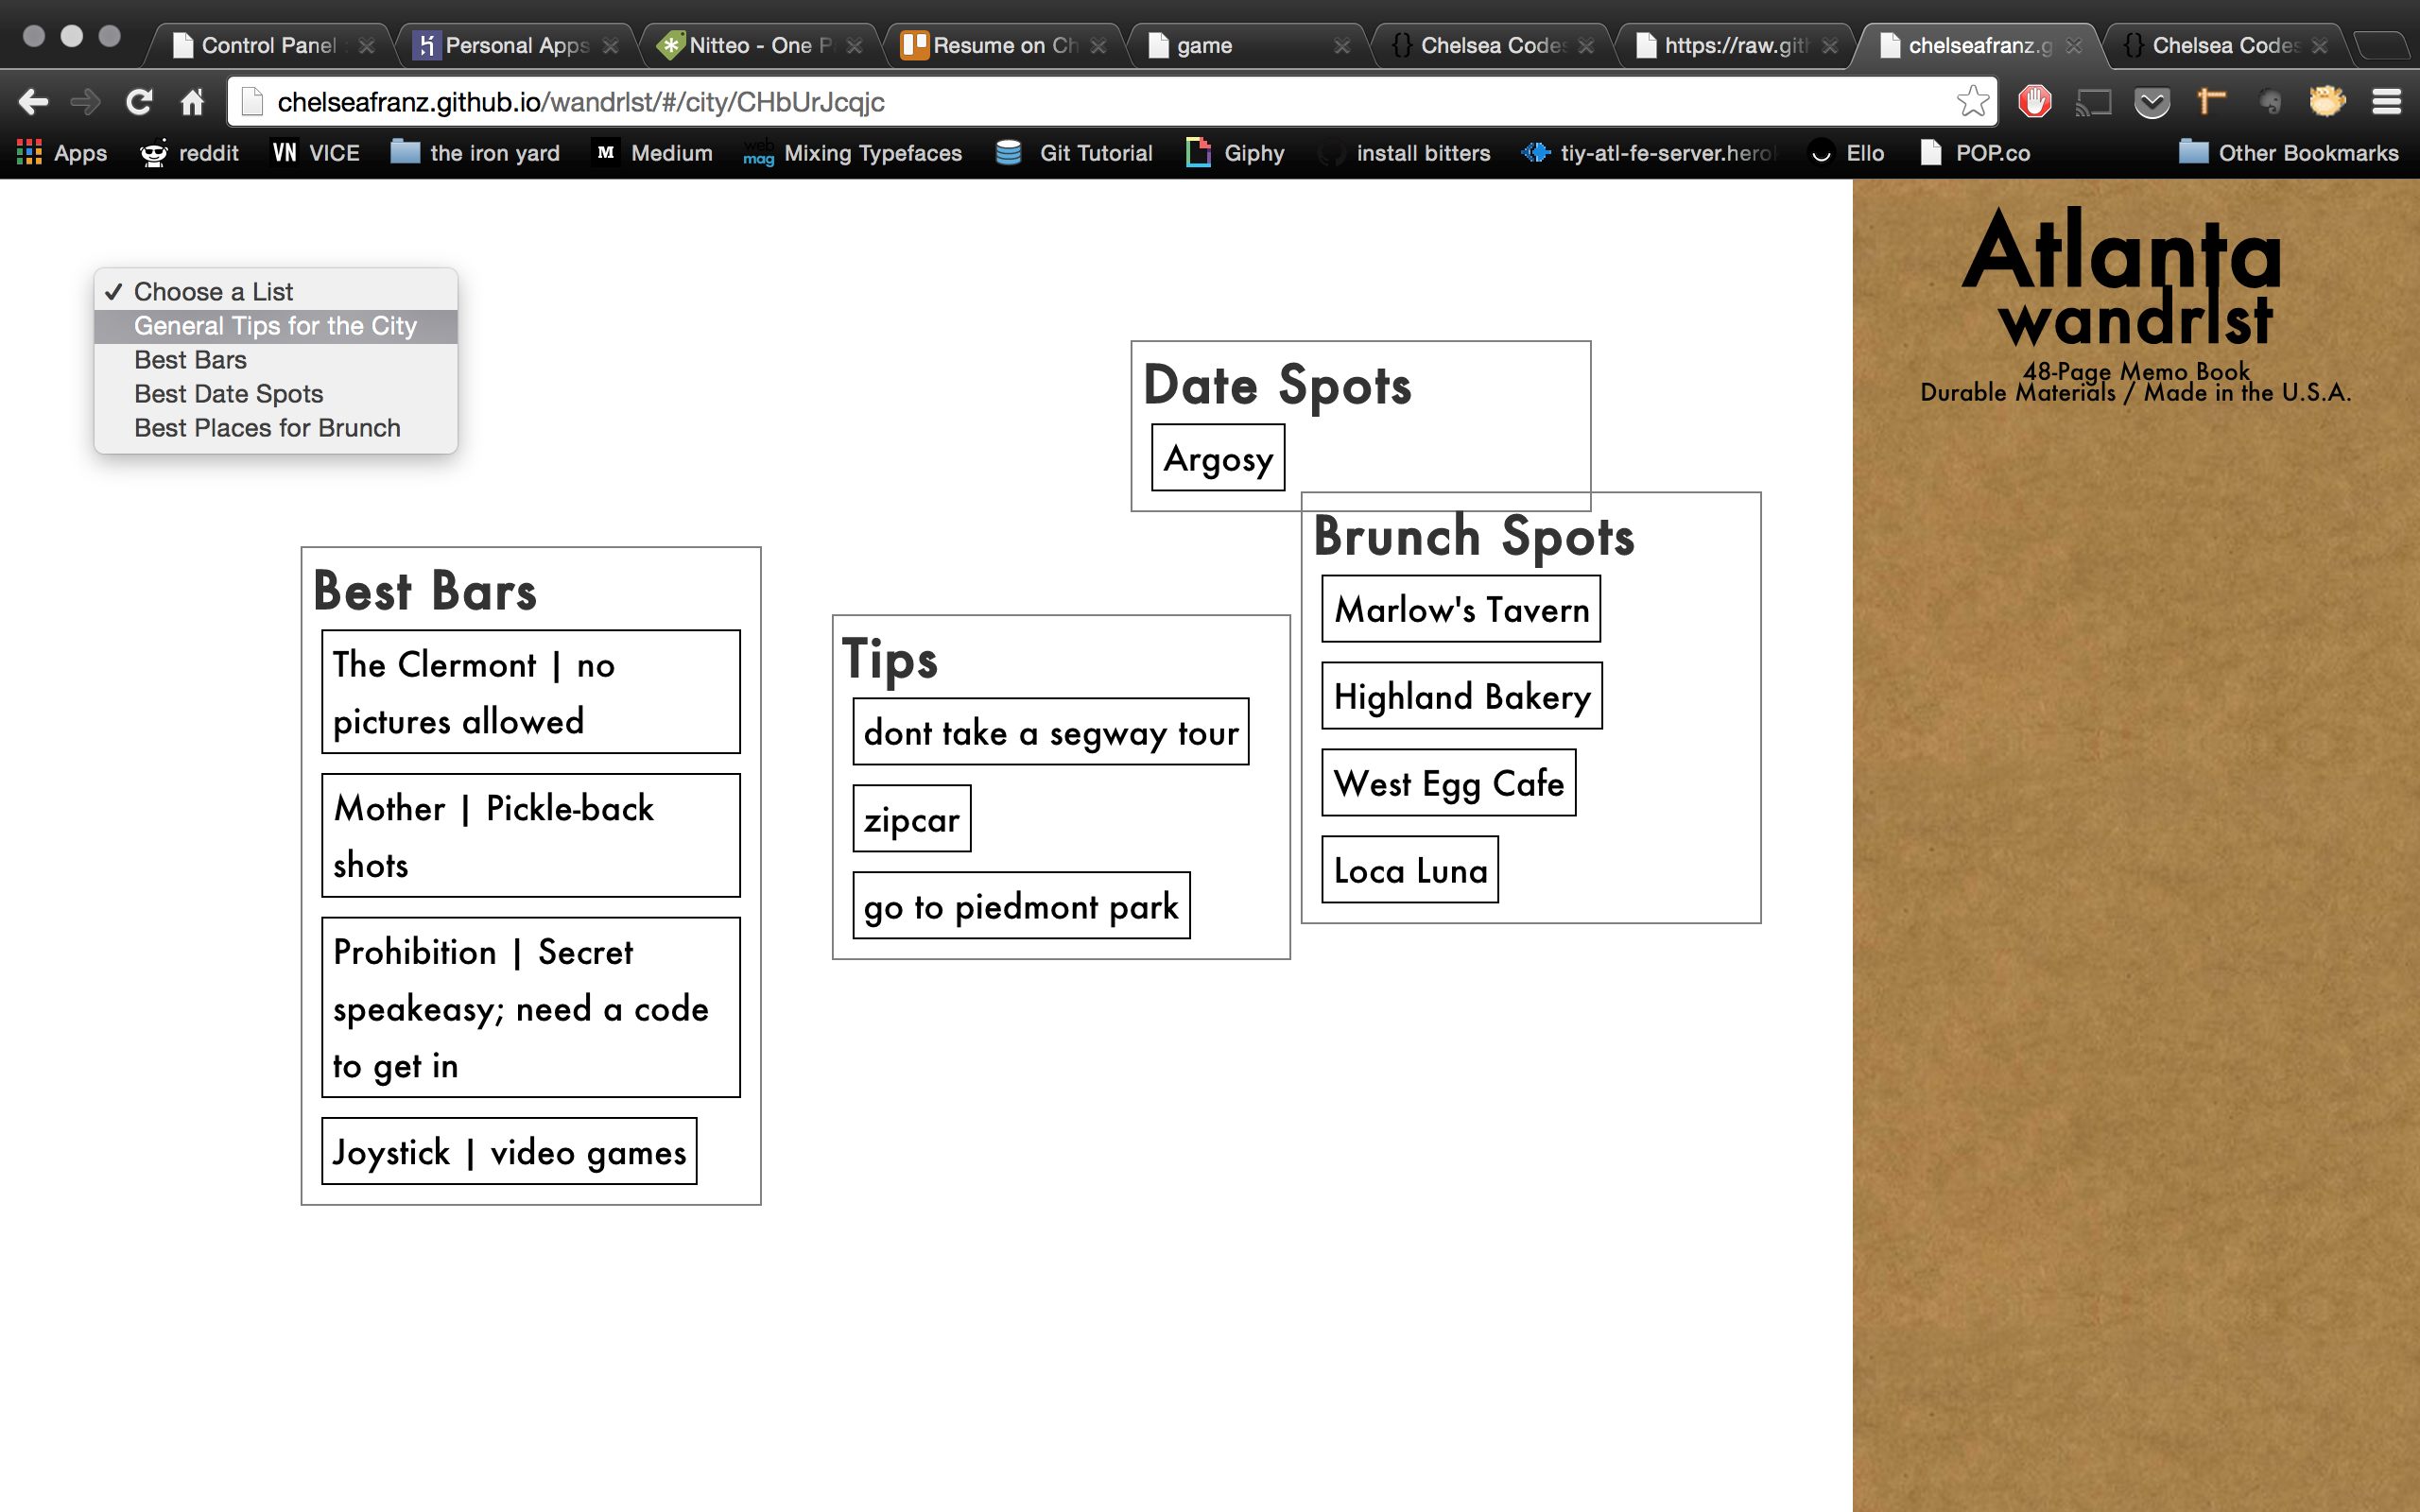 Control Panel
Personal Apps
Nitteo - One P
Resume on Ch
game
Chelsea Codes
https://raw.gith
chelseafranz.g
Chelsea Codes
chelseafranz.github.io/wandrlst/#/city/CHbUrJcqjc
Apps
reddit
VN VICE
the iron yard
M Medium
web mag Mixing Typefaces
Git Tutorial
Giphy
install bitters
tiy-atl-fe-server.herok
Ello
POP.co
Other Bookmarks
✓ Choose a List
General Tips for the City
Best Bars
Best Date Spots
Best Places for Brunch
Date Spots
Argosy
Brunch Spots
Marlow's Tavern
Highland Bakery
West Egg Cafe
Loca Luna
Best Bars
The Clermont | no
pictures allowed
Mother | Pickle-back
shots
Prohibition | Secret
speakeasy; need a code
to get in
Joystick | video games
Tips
dont take a segway tour
zipcar
go to piedmont park
Atlanta
wandrlst
48-Page Memo Book
Durable Materials / Made in the U.S.A.